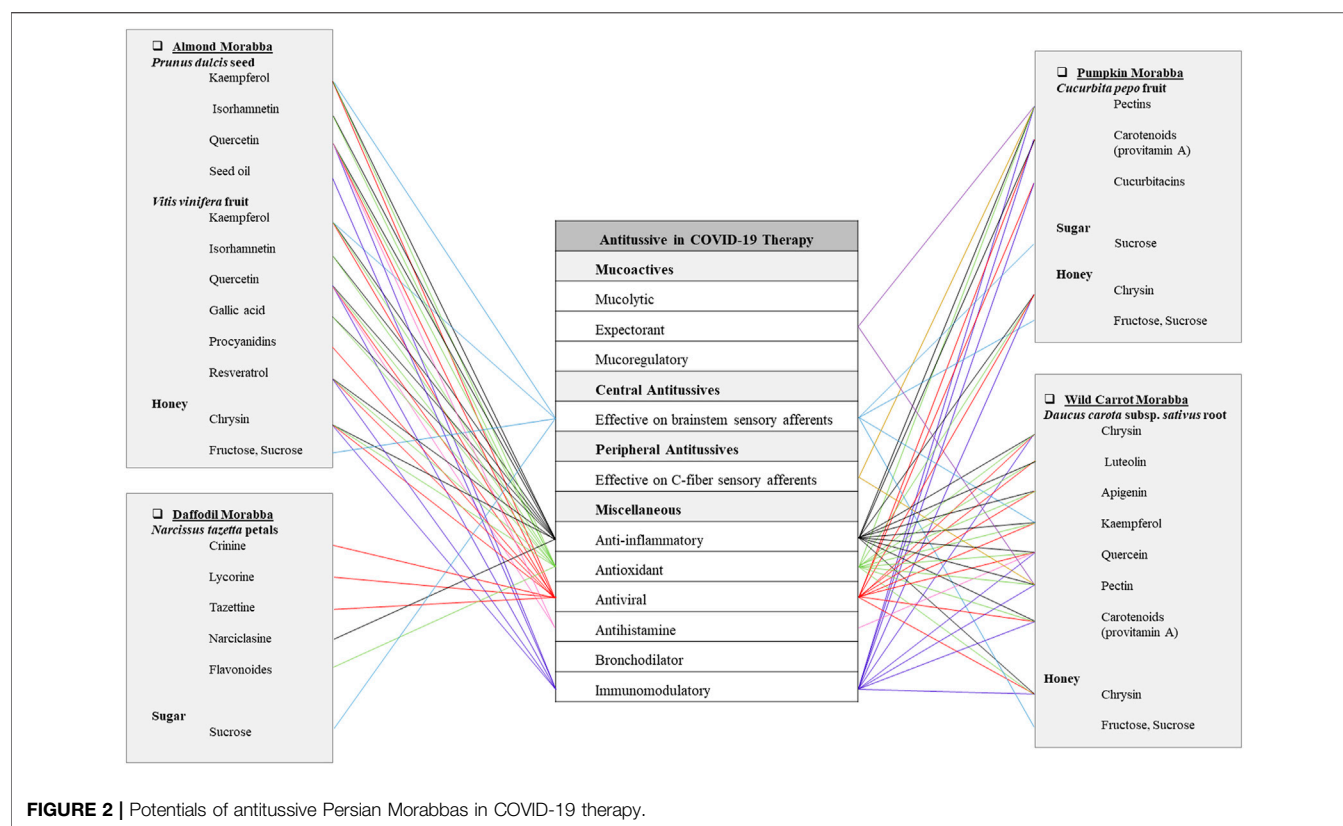 ❑ Almond Morabba
Prunus dulcis seed
Kaempferol
Isorhamnetin
Quercetin
Seed oil
Vitis vinifera fruit
Kaempferol
Isorhamnetin
Quercetin
Gallic acid
Procyanidins
Resveratrol
Honey
Chrysin
Fructose, Sucrose
❑ Daffodil Morabba
Narcissus tazetta petals
Crinine
Lycorine
Tazettine
Narciclasine
Flavonoides
Sugar
Sucrose
Antitussive in COVID-19 Therapy
Mucoactives
Mucolytic
Expectorant
Mucoregulatory
Central Antitussives
Effective on brainstem sensory afferents
Peripheral Antitussives
Effective on C-fiber sensory afferents
Miscellaneous
Anti-inflammatory
Antioxidant
Antiviral
Antihistamine
Bronchodilator
Immunomodulatory
❑ Pumpkin Morabba
Cucurbita pepo fruit
Pectins
Carotenoids
(provitamin A)
Cucurbitacins
Sugar
Sucrose
Honey
Chrysin
Fructose, Sucrose
❑ Wild Carrot Morabba
Daucus carota subsp. sativus root
Chrysin
Luteolin
Apigenin
Kaempferol
Quercein
Pectin
Carotenoids
(provitamin A)
Honey
Chrysin
Fructose, Sucrose
FIGURE 2 | Potentials of antitussive Persian Morabbas in COVID-19 therapy.